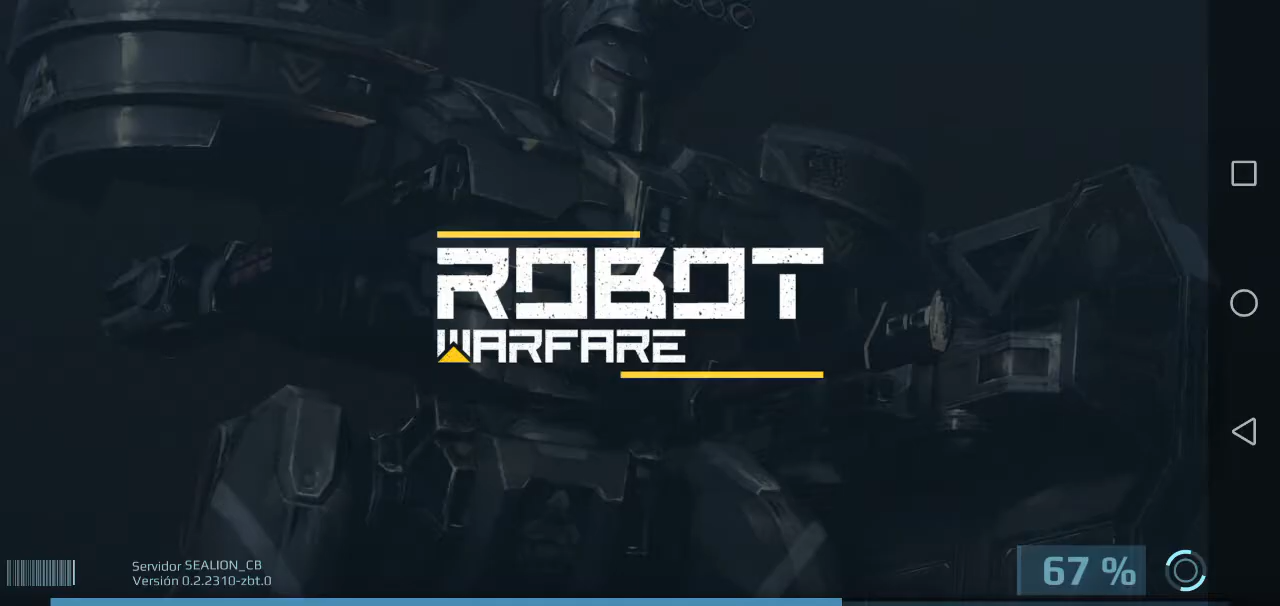 ROBOT
WARFARE
Servidor SEALION_CB
Versión 0.2.2310-zbt.0
67 %